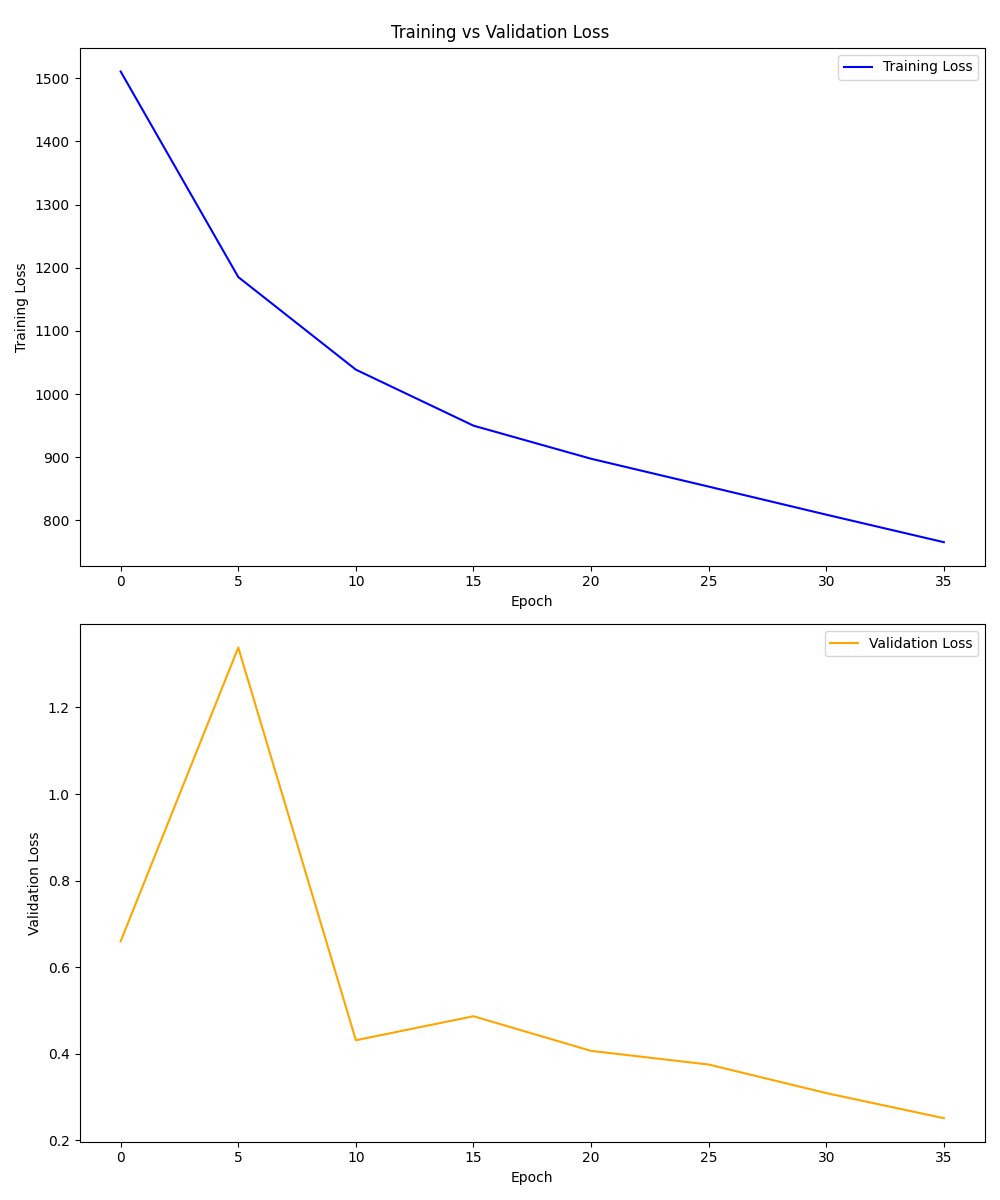 Training vs Validation Loss
Training Loss
1500
1400
1300
1200
1100
1000
900
800
Training Loss
0 5 10 15 20 25 30 35
Epoch
Validation Loss
1.2
1.0
0.8
0.6
0.4
0.2
Validation Loss
0 5 10 15 20 25 30 35
Epoch